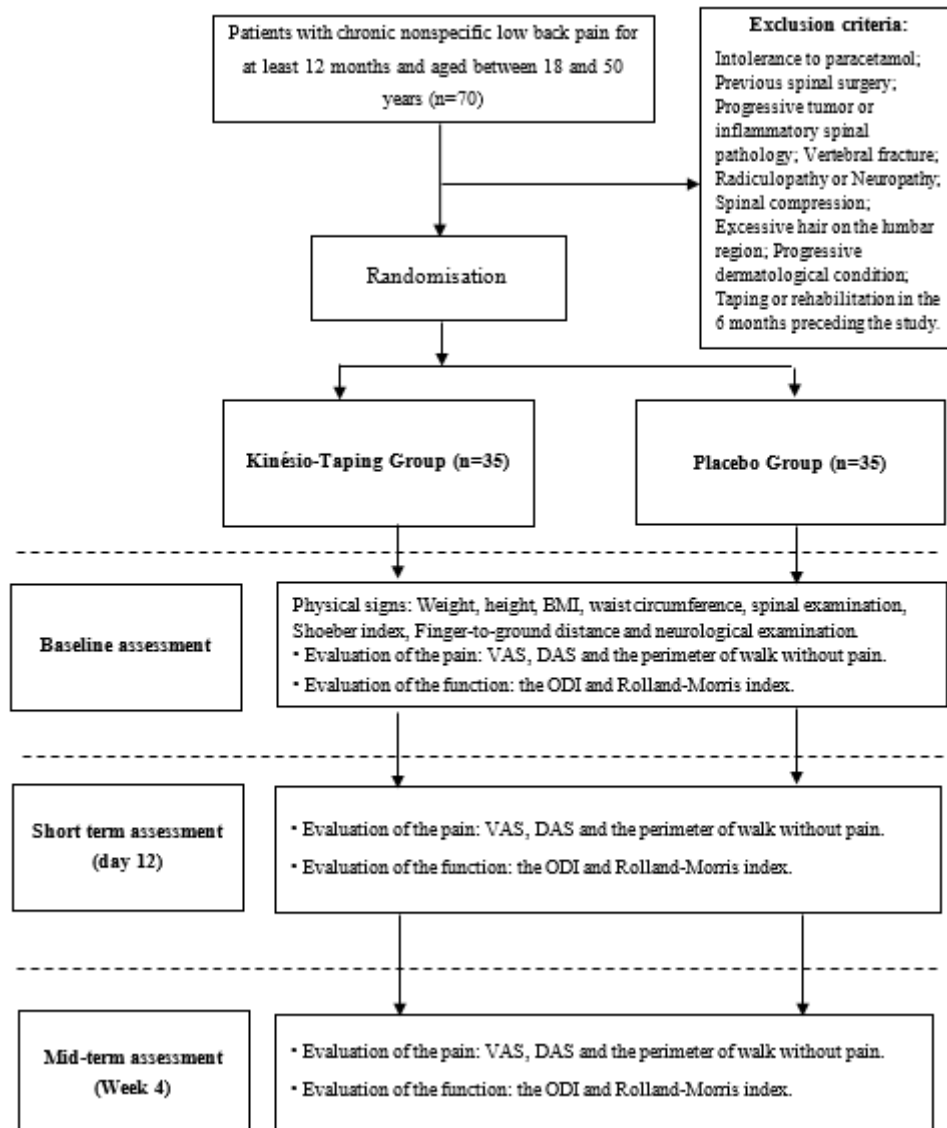 Patients with chronic nonspecific low back pain for
at least 12 months and aged between 18 and 50
years (n=70)
Exclusion criteria:
Intolerance to paracetamol;
Previous spinal surgery;
Progressive tumor or
inflammatory spinal
pathology; Vertebral fracture;
Radiculopathy or Neuropathy;
Spinal compression;
Excessive hair on the lumbar
region; Progressive
dermatological condition;
Taping or rehabilitation in the
6 months preceding the study.
Randomisation
Kinésio-Taping Group (n=35)
Placebo Group (n=35)
Baseline assessment
Physical signs: Weight, height, BMI, waist circumference, spinal examination,
Shoeber index, Finger-to-ground distance and neurological examination.
• Evaluation of the pain: VAS, DAS and the perimeter of walk without pain.
• Evaluation of the function: the ODI and Rolland-Morris index.
Short term assessment
(day 12)
• Evaluation of the pain: VAS, DAS and the perimeter of walk without pain.
• Evaluation of the function: the ODI and Rolland-Morris index.
Mid-term assessment
(Week 4)
• Evaluation of the pain: VAS, DAS and the perimeter of walk without pain.
• Evaluation of the function: the ODI and Rolland-Morris index.